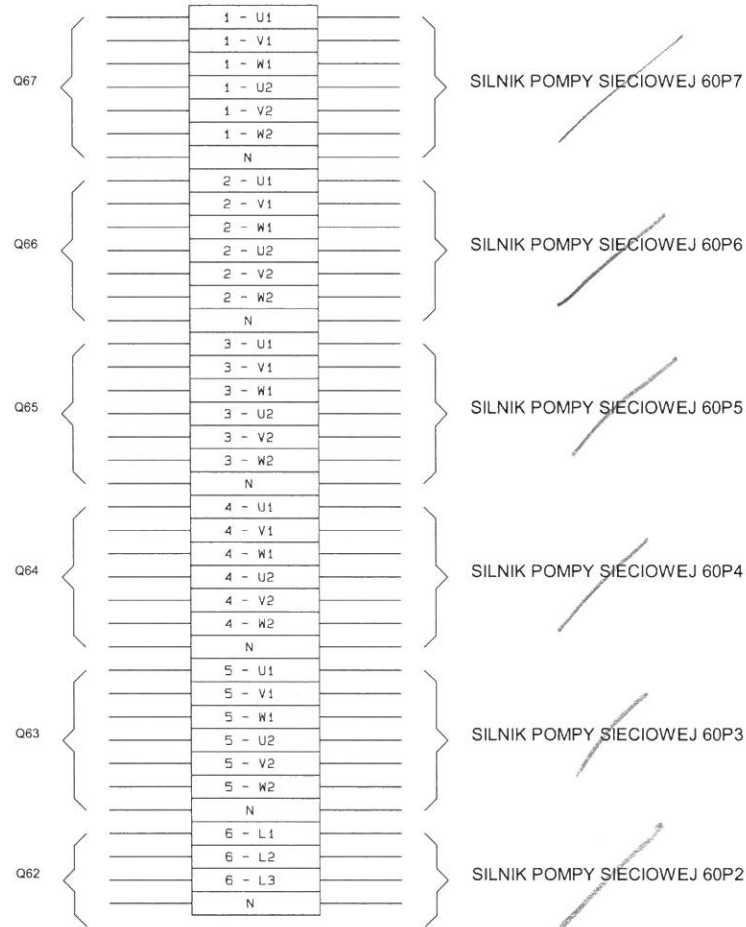 1 - U1
1 - V1
Q67 1 - W1 SILNIK POMPY SIECIOWEJ 60P7
1 - U2
1 - V2
1 - W2
N
2 - U1
2 - V1
Q66 2 - W1 SILNIK POMPY SIECIOWEJ 60P6
2 - U2
2 - V2
2 - W2
N
3 - U1
3 - V1
3 - W1
Q65 3 - U2 SILNIK POMPY SIECIOWEJ 60P5
3 - V2
3 - W2
N
4 - U1
4 - V1
4 - W1
Q64 4 - U2 SILNIK POMPY SIECIOWEJ 60P4
4 - V2
4 - W2
N
5 - U1
5 - V1
5 - W1
Q63 5 - U2 SILNIK POMPY SIECIOWEJ 60P3
5 - V2
5 - W2
N
6 - L1
6 - L2
Q62 6 - L3 SILNIK POMPY SIECIOWEJ 60P2
N